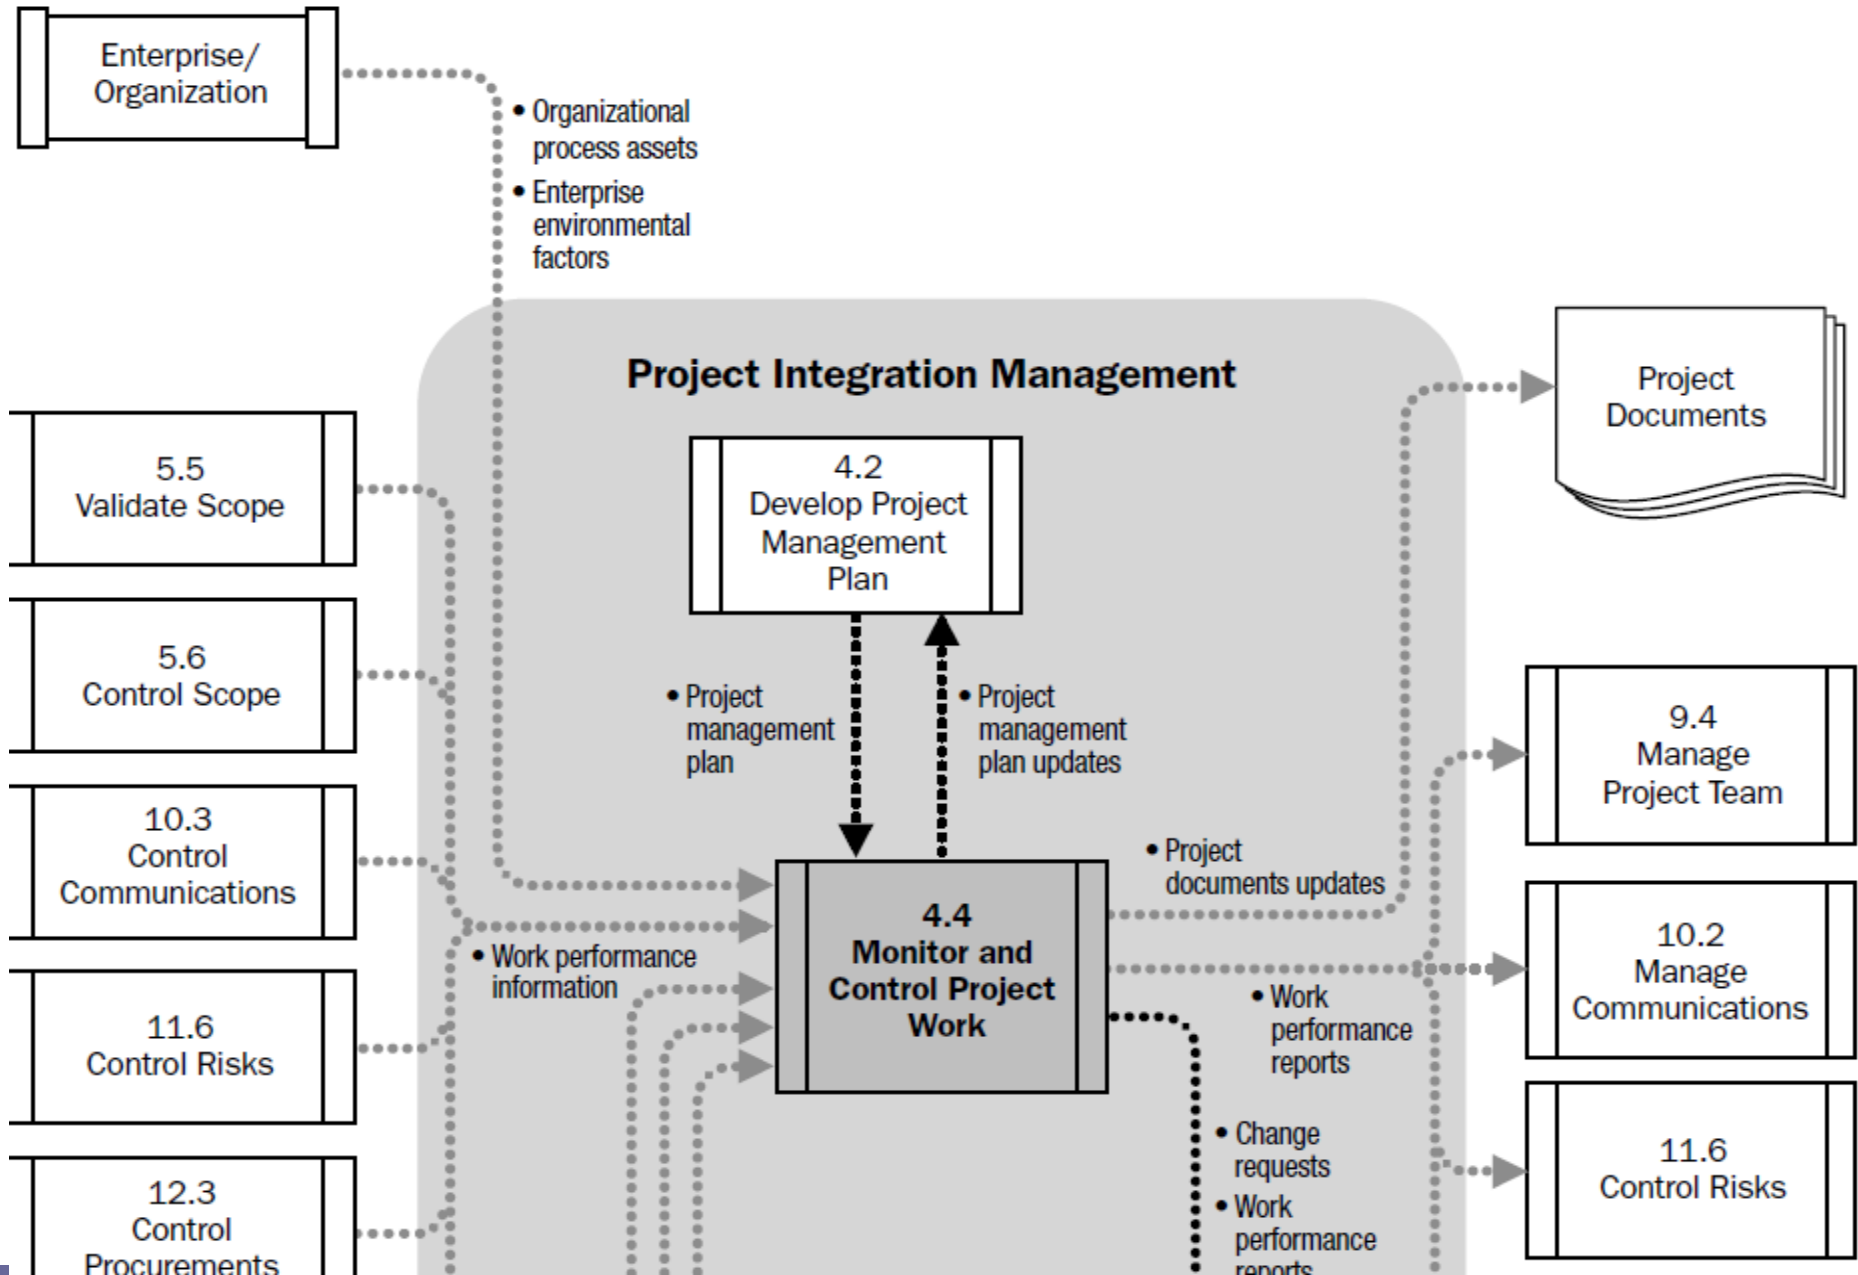 Enterprise/
Organization
• Organizational
process assets
• Enterprise
environmental
factors
Project Integration Management
Project
Documents
5.5
Validate Scope
4.2
Develop Project
Management
Plan
5.6
Control Scope
• Project
management
plan
• Project
management
plan updates
9.4
Manage
Project Team
10.3
Control
Communications
• Project
documents updates
4.4
Monitor and
Control Project
Work
• Work performance
information
10.2
Manage
Communications
• Work
performance
reports
11.6
Control Risks
• Change
requests
• Work
performance
reports
11.6
Control Risks
12.3
Control
Procurements